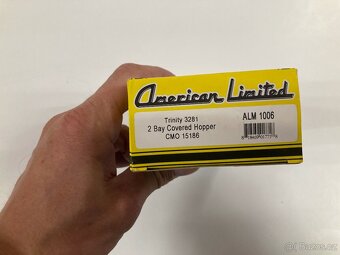 American Limited
Trinity 3281
2 Bay Covered Hopper
CMO 15186
ALM 1006